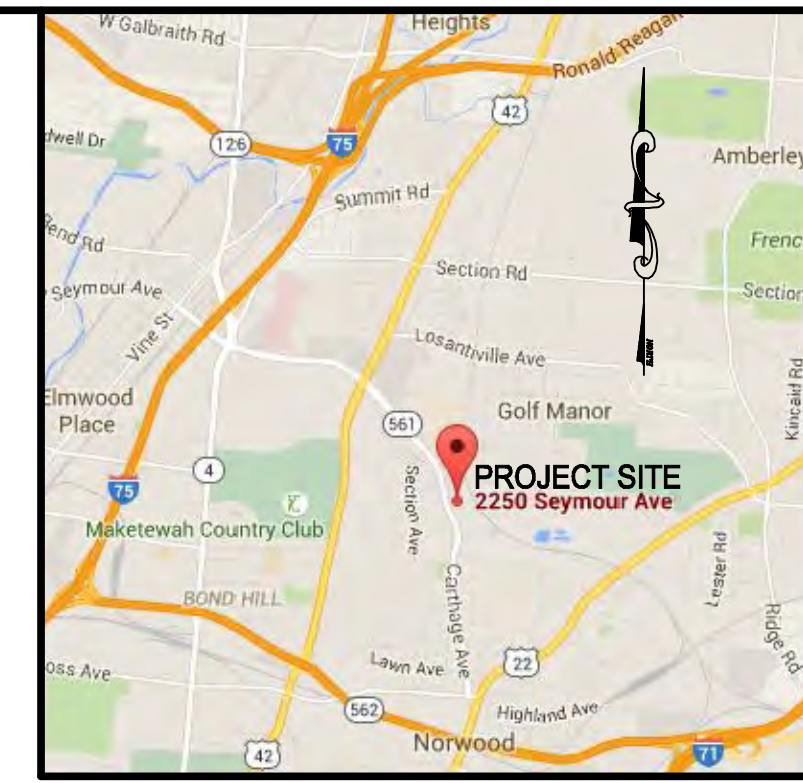 W Galbraith Rd
Heights
Ronald Reagan
42
dwell Dr
126
75
Amberley
Summit Rd
Bend Rd
Frenc
Section Rd
Section
Seymour Ave
Vine St
Losantiville Ave
Kincaid Rd
Elmwood
Place
Golf Manor
561
4
Section Ave
PROJECT SITE
2250 Seymour Ave
75
Maketewah Country Club
Lester Rd
Carthage Ave
BOND HILL
Ridge Rd
Lawn Ave
22
oss Ave
562
Highland Ave
Norwood
42
71